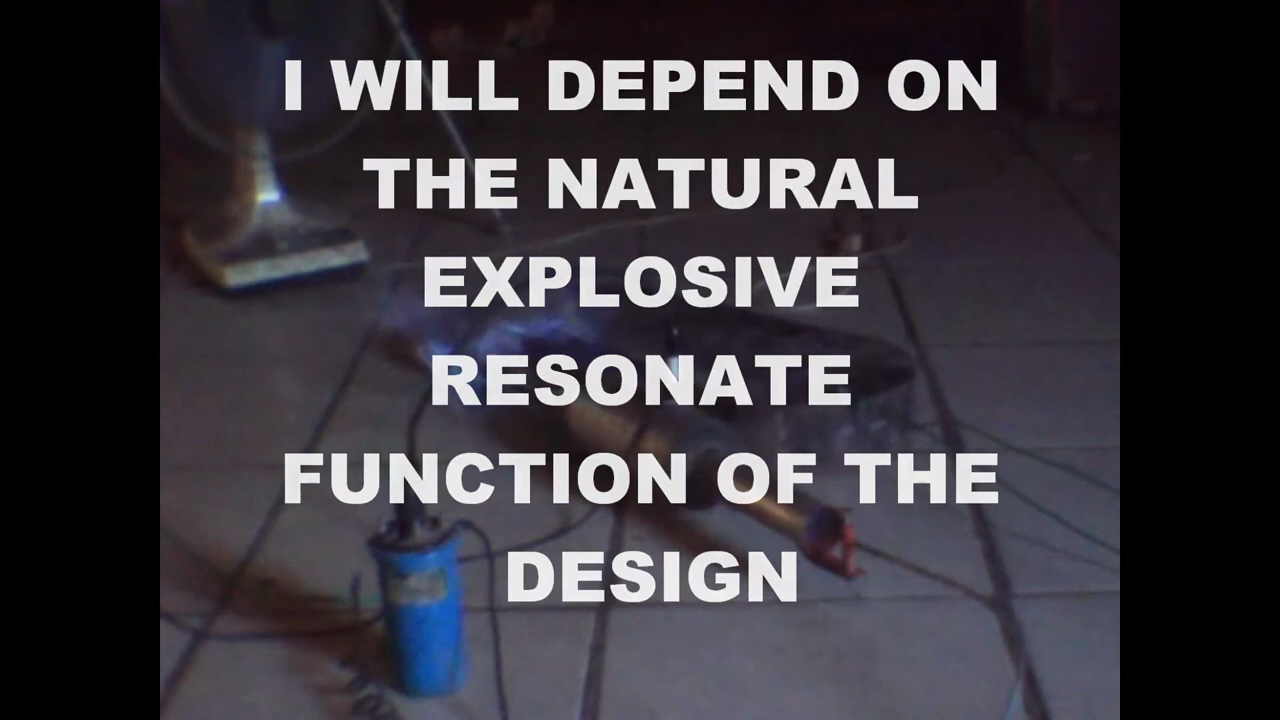 I WILL DEPEND ON
THE NATURAL
EXPLOSIVE
RESONATE
FUNCTION OF THE
DESIGN